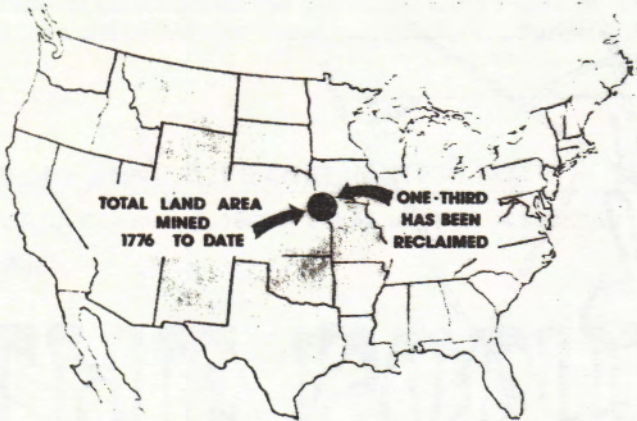 TOTAL LAND AREA
MINED
1776 TO DATE
ONE-THIRD
HAS BEEN
RECLAIMED